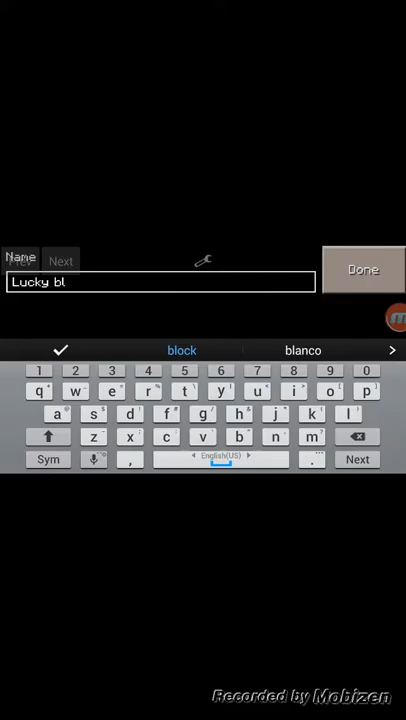 Name
Prev Next
Done
Lucky bl
block blanco
1 2 3 4 5 6 7 8 9 0
q w e r t y u i o p
a s d f g h j k l
z x c v b n m
Sym , English(US) . Next
Recorded by Mobizen